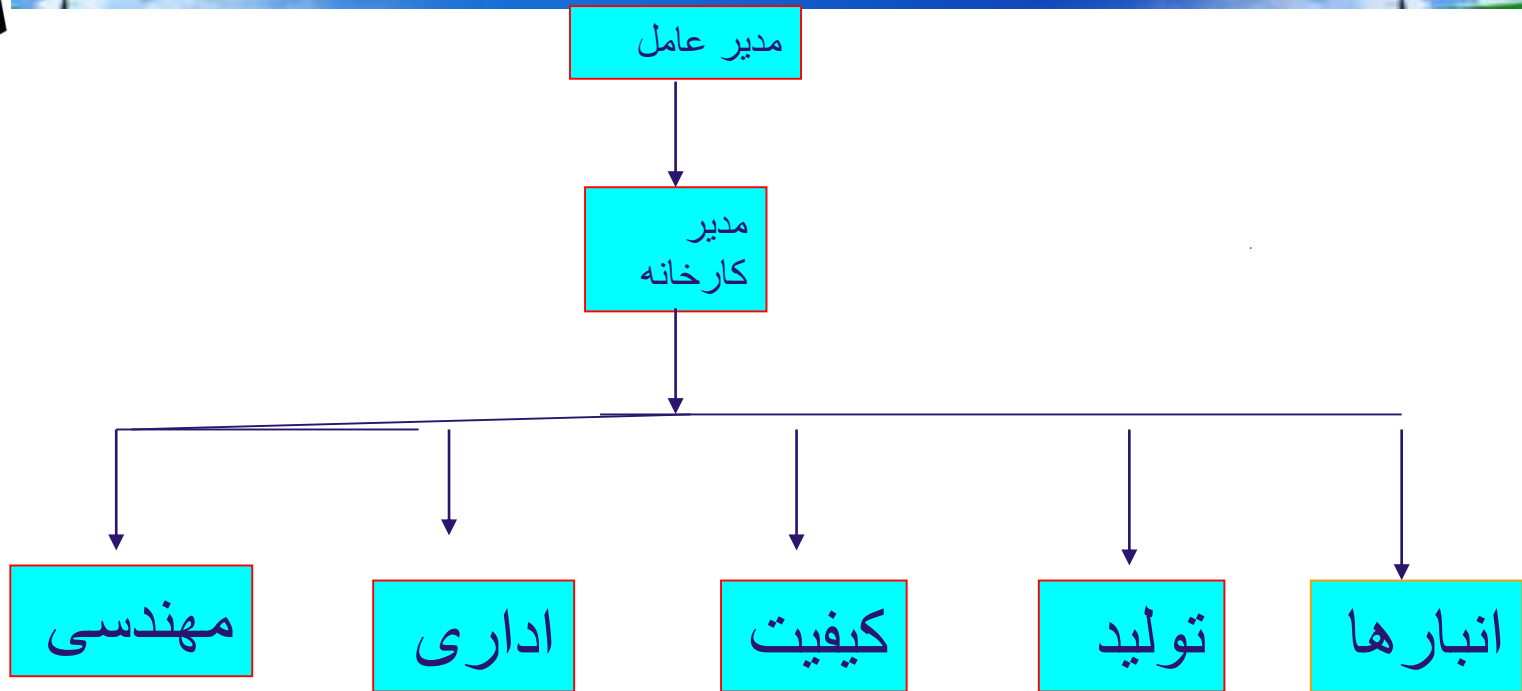 مدیر عامل
مدیر
کارخانه
انبارها
تولید
کیفیت
اداری
مهندسی